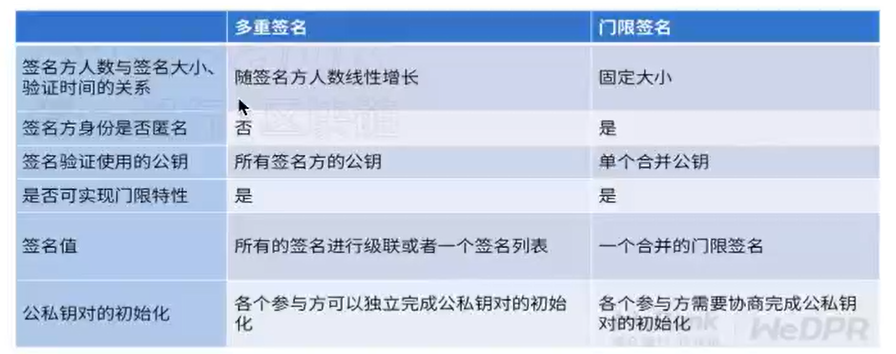 多重签名 门限签名
签名方人数与签名大小、
验证时间的关系
随签名方人数线性增长 固定大小
签名方身份是否匿名 否 是
签名验证使用的公钥 所有签名方的公钥 单个合并公钥
是否可实现门限特性 是 是
签名值 所有的签名进行级联或者一个签名列表 一个合并的门限签名
公私钥对的初始化
各个参与方可以独立完成公私钥对的初始
化
各个参与方需要协商完成公私钥
对的初始化
WeDPR